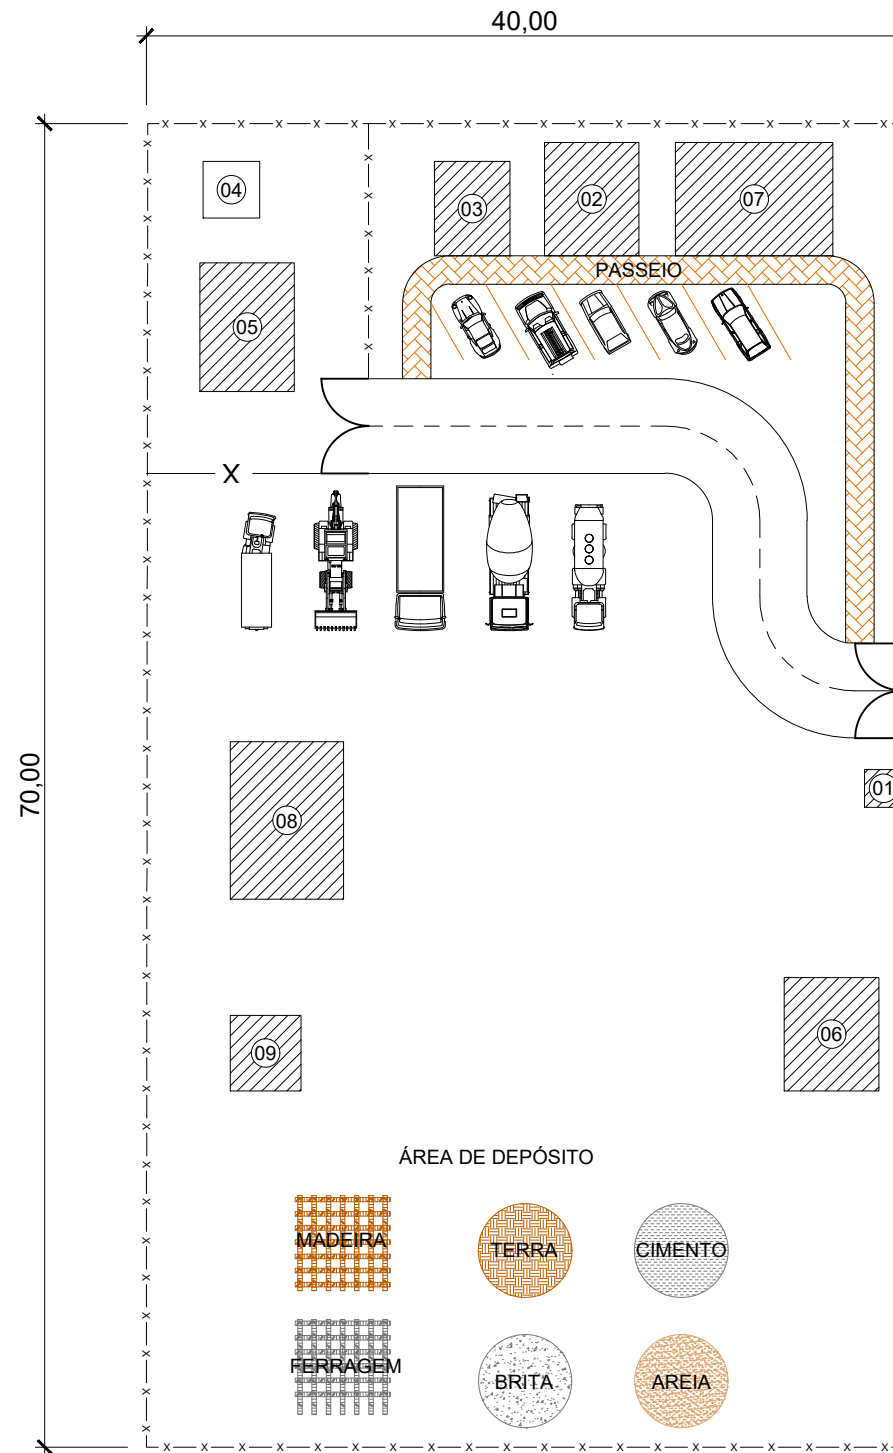 40,00
04
03
02
07
PASSEIO
05
X
70,00
01
08
06
09
ÁREA DE DEPÓSITO
MADEIRA
TERRA
CIMENTO
FERRAGEM
BRITA
AREIA